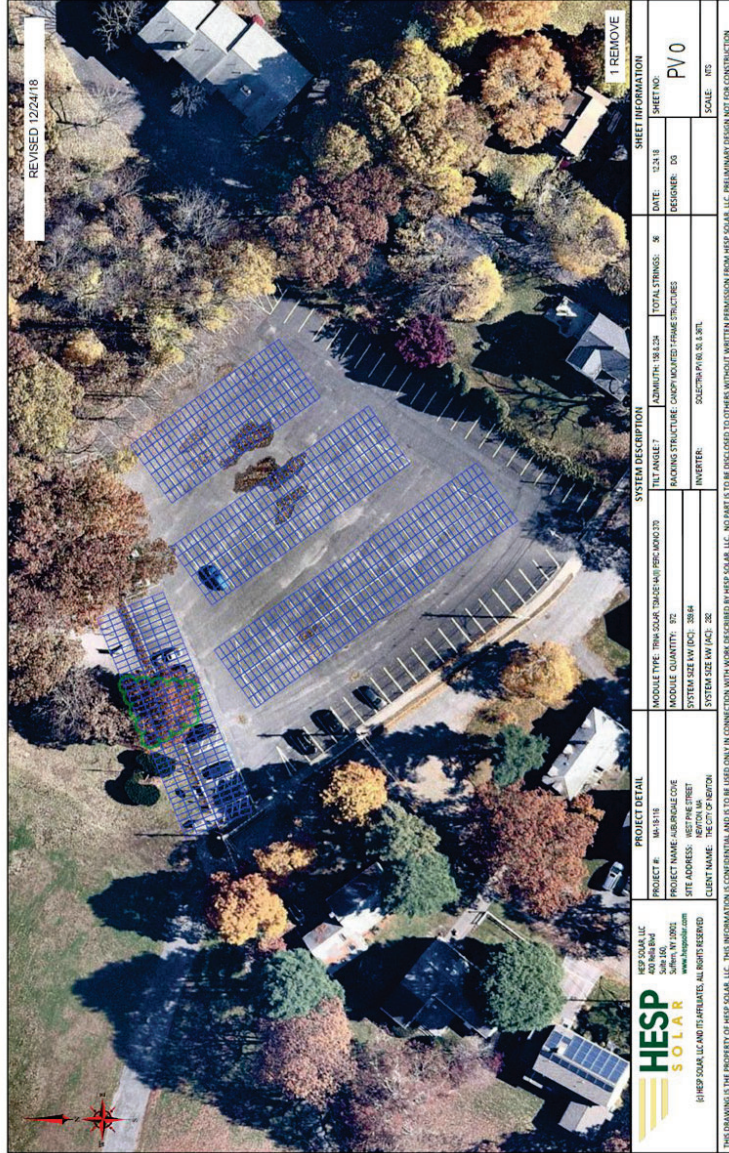 REVISED 12/24/18
1 REMOVE
HESP
SOLAR
HESP SOLAR, LLC
400 Rella Blvd
Suite 160,
Suffern, NY 10901
www.hespsolar.com
(c) HESP SOLAR, LLC AND ITS AFFILIATES, ALL RIGHTS RESERVED
PROJECT DETAIL
PROJECT #: MA-18-116
PROJECT NAME: AUBURNDALE COVE
SITE ADDRESS: WEST PINE STREET
NEWTON, MA
CLIENT NAME: THE CITY OF NEWTON
SYSTEM DESCRIPTION
MODULE TYPE: TRINA SOLAR, PERC MONO 370
TILT ANGLE: 7
AZIMUTH: 158 & 234
TOTAL STRINGS: 56
MODULE QUANTITY: 972
RACKING STRUCTURE: CANOPY MOUNTED T-FRAME STRUCTURES
SYSTEM SIZE kW (DC): 359.64
INVERTER: SOLECTRIA PVI 60, 50, & 36TL
SYSTEM SIZE kW (AC): 282
SHEET INFORMATION
DATE: 12.24.18
SHEET NO:
PV 0
DESIGNER: DG
SCALE: NTS
THIS DRAWING IS THE PROPERTY OF HESP SOLAR, LLC. THIS INFORMATION IS CONFIDENTIAL AND IS TO BE USED ONLY IN CONNECTION WITH WORK DESCRIBED BY HESP SOLAR, LLC. NO PART IS TO BE DISCLOSED TO OTHERS WITHOUT WRITTEN PERMISSION FROM HESP SOLAR, LLC. PRELIMINARY DESIGN NOT FOR CONSTRUCTION